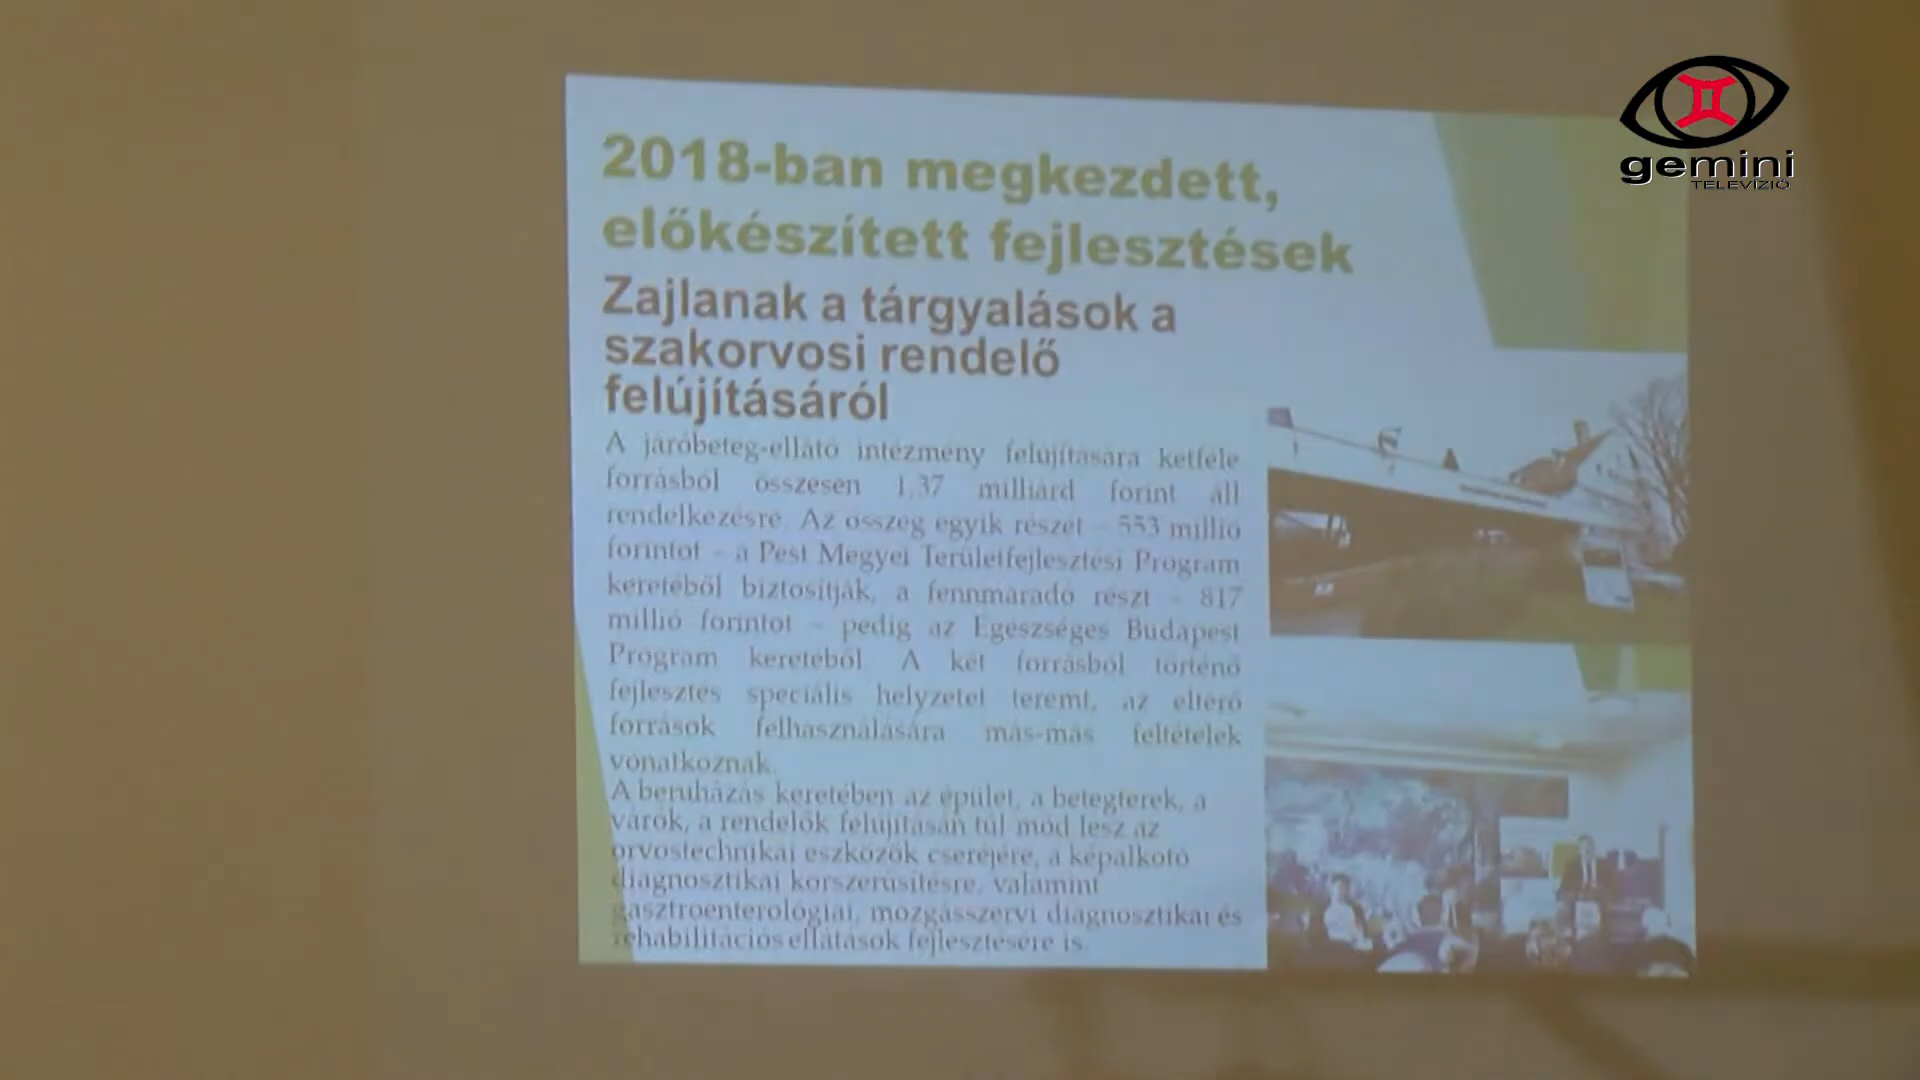 2018-ban megkezdett,
előkészített fejlesztések
Zajlanak a tárgyalások a
szakorvosi rendelő
felújításáról
A járóbeteg-ellátó intézmény felújítására kétféle
forrásból összesen 1,37 milliárd forint áll
rendelkezésre. Az összeg egyik részét – 553 millió
forintot – a Pest Megyei Területfejlesztési Program
keretéből biztosítják, a fennmaradó részt – 817
millió forintot – pedig az Egészséges Budapest
Program keretéből. A két forrásból történő
fejlesztés speciális helyzetet teremt, az eltérő
források felhasználására más-más feltételek
vonatkoznak.
A beruházás keretében az épület, a betegterek, a
várók, a rendelők felújításán túl mód lesz az
orvostechnikai eszközök cseréjére, a képalkotó
diagnosztikai korszerűsítésre, valamint
gasztroenterológiai, mozgásszervi diagnosztikai és
rehabilitációs ellátások fejlesztésére is.
gemini
TELEVÍZIÓ